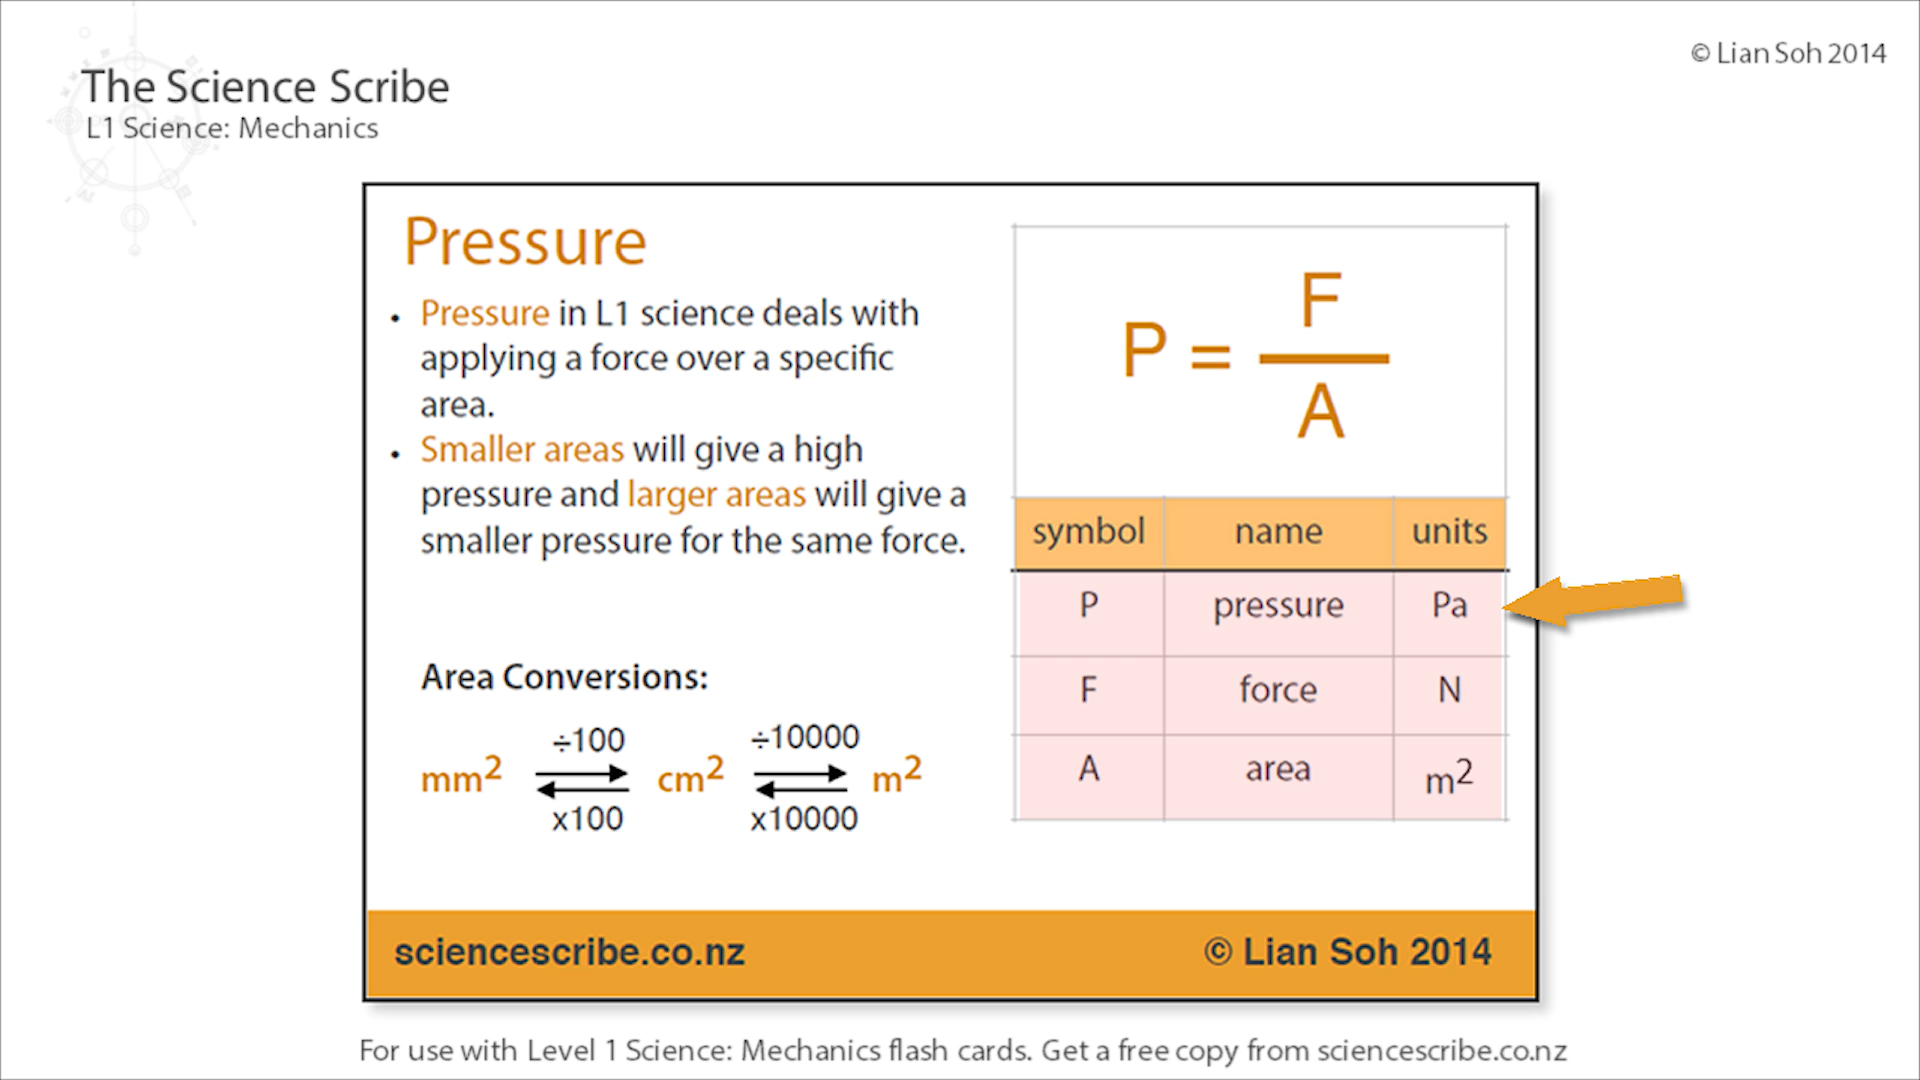 The Science Scribe
L1 Science: Mechanics
© Lian Soh 2014
Pressure
• Pressure in L1 science deals with
applying a force over a specific
area.
• Smaller areas will give a high
pressure and larger areas will give a
smaller pressure for the same force.
Area Conversions:
÷100 ÷10000
mm² cm² m²
x100 x10000
F
P =
A
symbol name units
P pressure Pa
F force N
A area m²
sciencescribe.co.nz © Lian Soh 2014
For use with Level 1 Science: Mechanics flash cards. Get a free copy from sciencescribe.co.nz